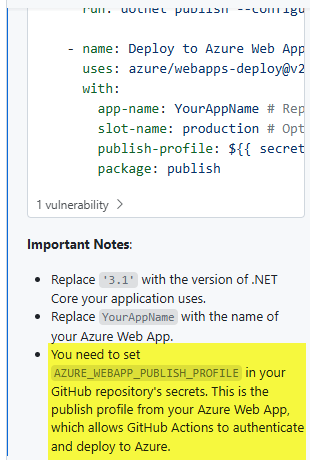 run: dotnet publish --configu
- name: Deploy to Azure Web App
uses: azure/webapps-deploy@v2
with:
app-name: YourAppName # Rep
slot-name: production # Opt
publish-profile: ${{ secret
package: publish
1 vulnerability >
Important Notes:
Replace '3.1' with the version of .NET
Core your application uses.
Replace YourAppName with the name of
your Azure Web App.
You need to set
AZURE_WEBAPP_PUBLISH_PROFILE in your
GitHub repository's secrets. This is the
publish profile from your Azure Web App,
which allows GitHub Actions to authenticate
and deploy to Azure.